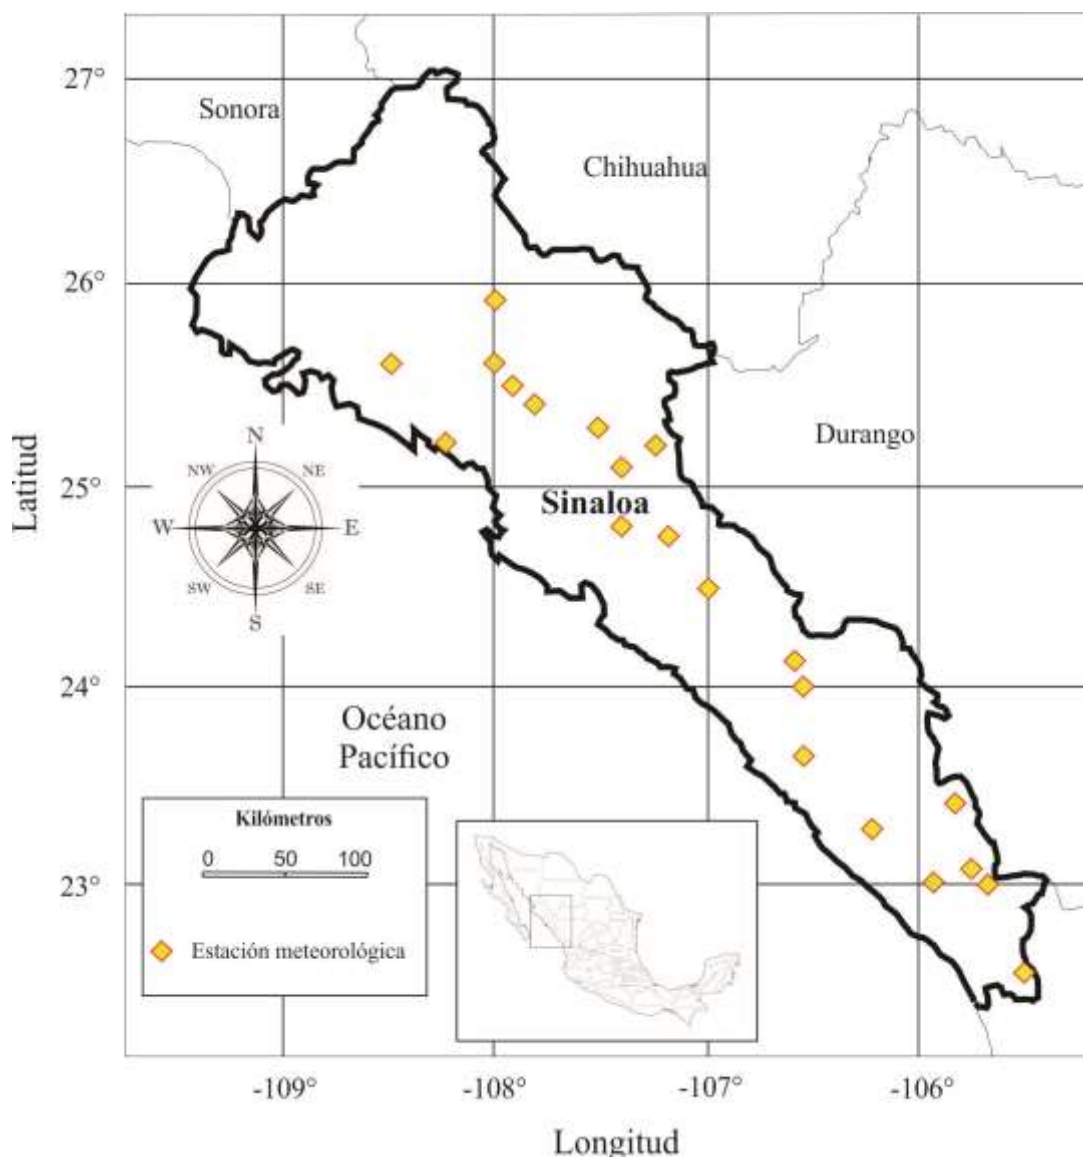 27°
Sonora
Chihuahua
26°
Durango
Latitud
N
NW
NE
25°
Sinaloa
W
E
SW
SE
S
24°
Océano
Pacífico
Kilómetros
0 50 100
23°
Estación meteorológica
-109° -108° -107° -106°
Longitud